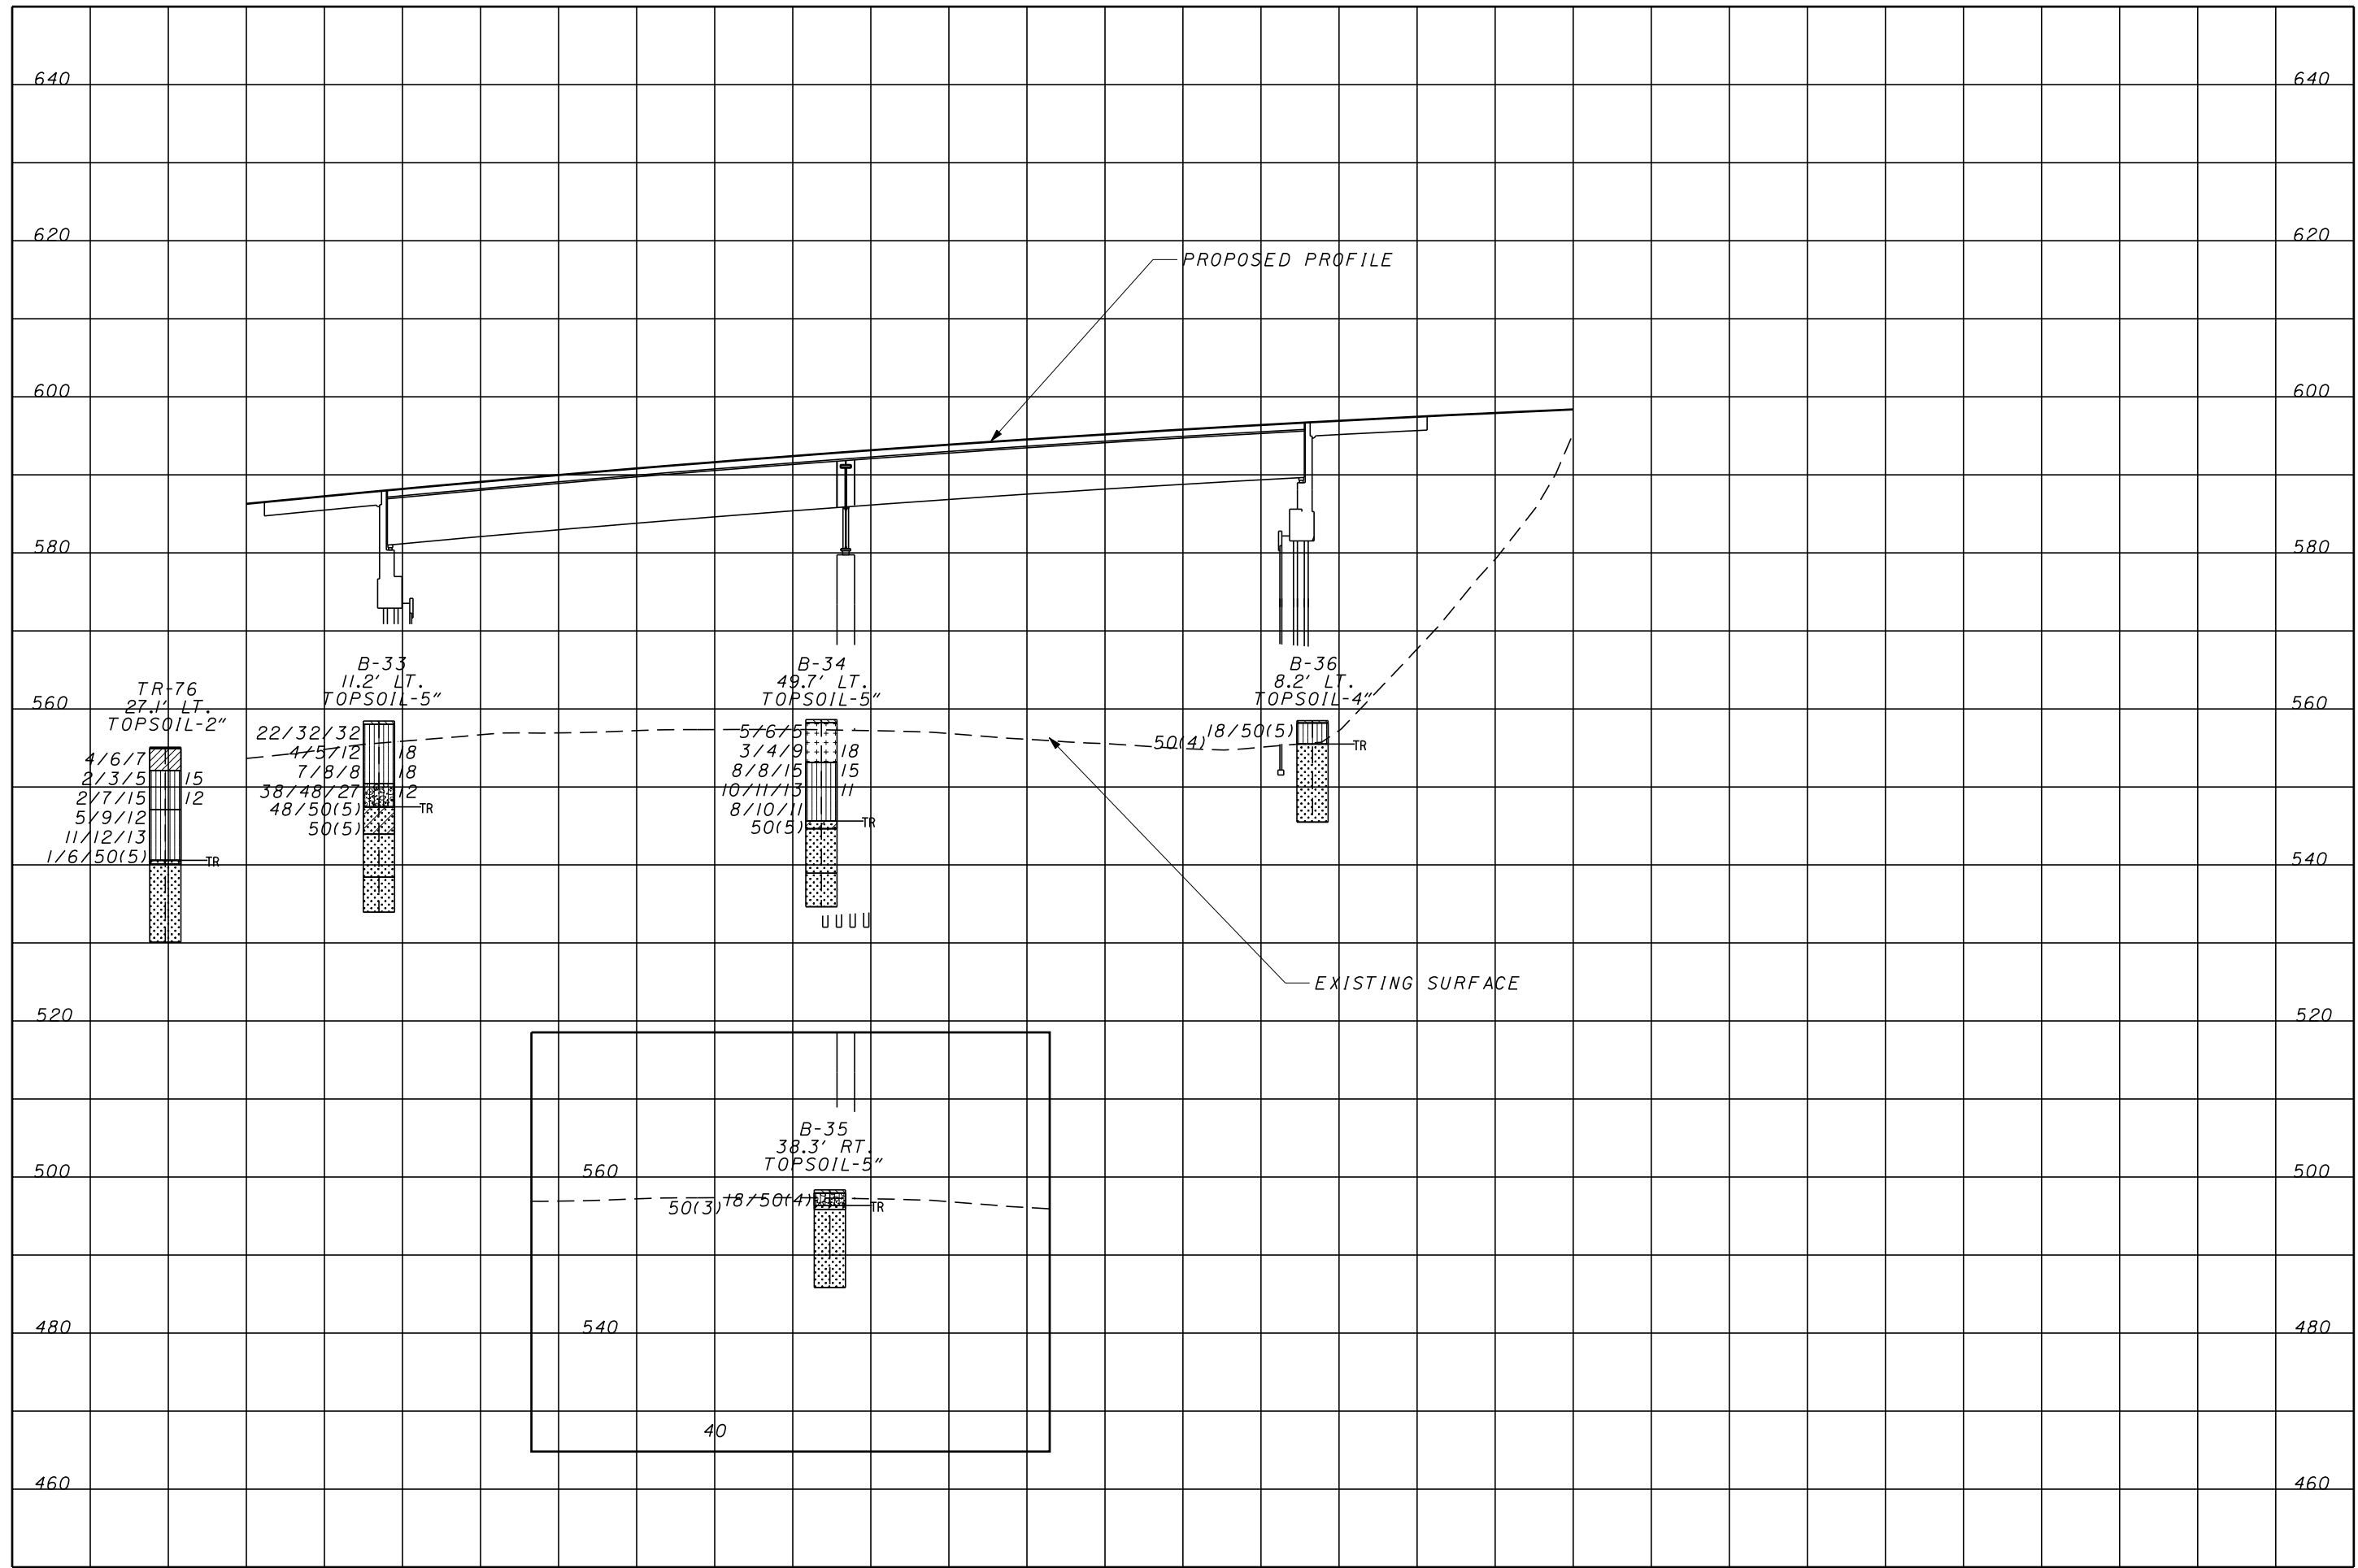 640 640
620 620
PROPOSED PROFILE
600 600
580 580
B-33
11.2' LT.
TOPSOIL-5"
B-34
49.7' LT.
TOPSOIL-5"
B-36
8.2' LT.
TOPSOIL-4"
TR-76
27.1' LT.
TOPSOIL-2"
560 560
4/6/7
2/3/5 15
2/7/15 12
5/9/12
11/12/13
1/6/50(5) TR
22/32/32
4/5/12 18
7/8/8 18
38/48/27 12
48/50(5) TR
50(5)
5/6/5
3/4/9 18
8/8/15 15
10/11/13 11
8/10/11
50(5) TR
18/50(5)
50(4) TR
540 540
EXISTING SURFACE
520 520
B-35
38.3' RT.
TOPSOIL-5"
500 560 500
18/50(4)
50(3) TR
480 540 480
40
460 460